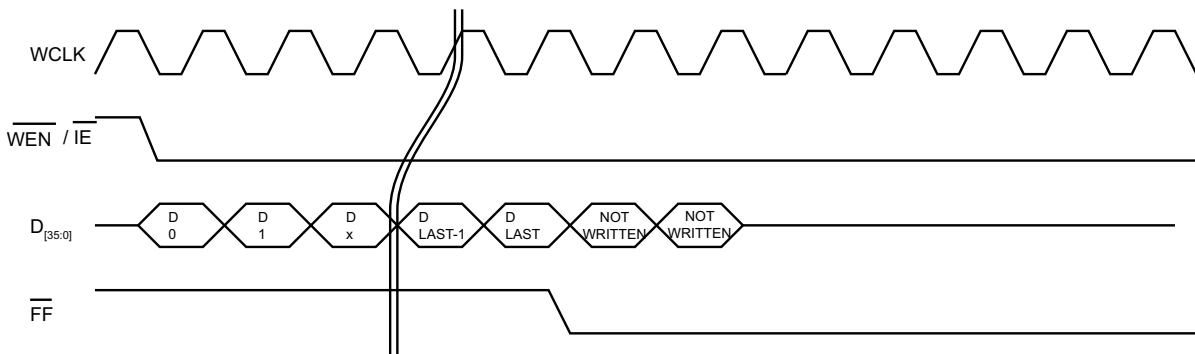 WCLK
WEN / IE
D[35:0]
D
0
D
1
D
x
D
LAST-1
D
LAST
NOT
WRITTEN
NOT
WRITTEN
FF